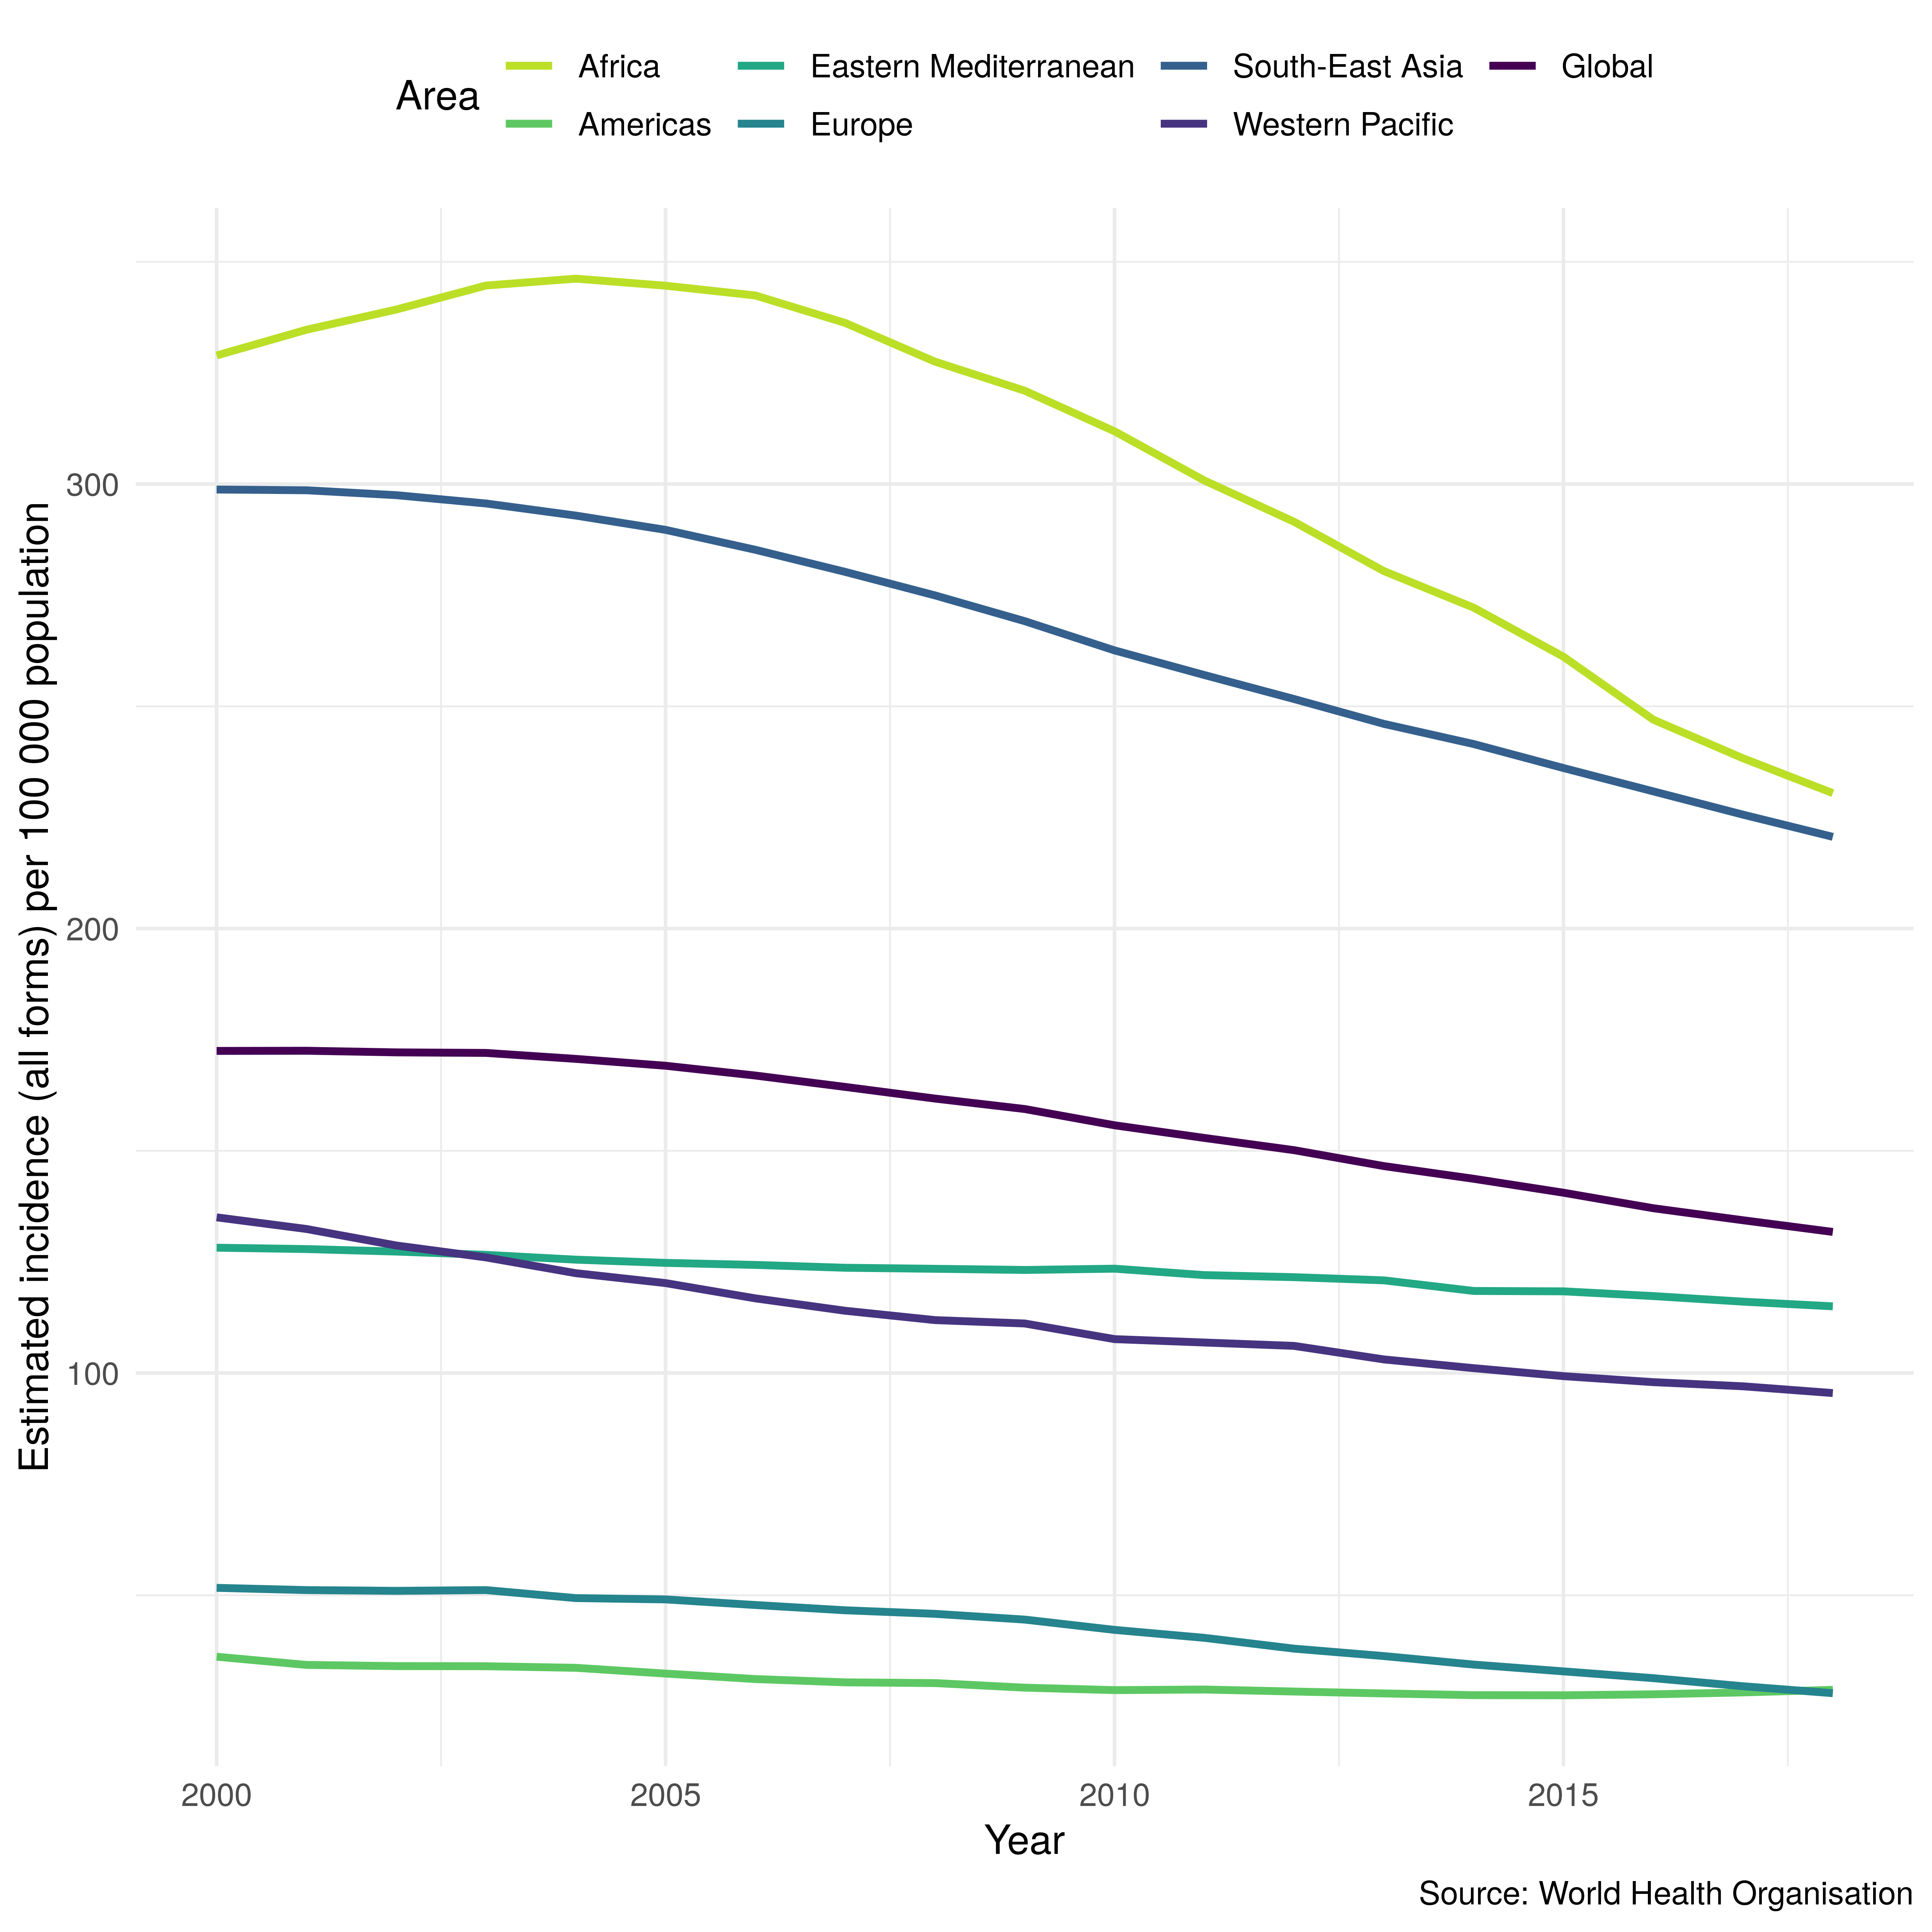 Area
Africa
Eastern Mediterranean
South-East Asia
Global
Americas
Europe
Western Pacific
Estimated incidence (all forms) per 100 000 population
300
200
100
2000
2005
2010
2015
Year
Source: World Health Organisation